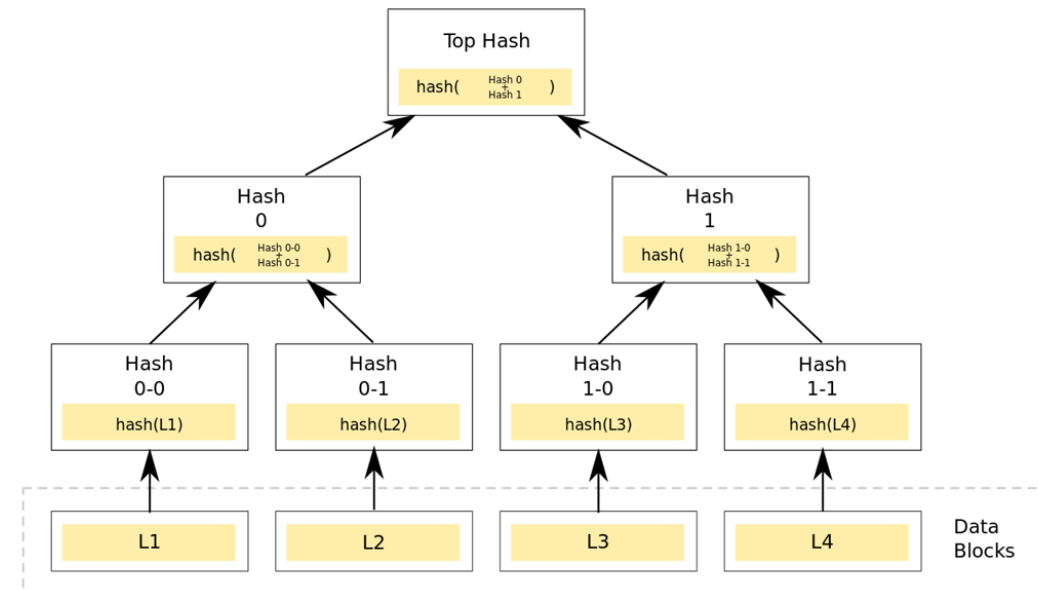 Top Hash
hash( Hash 0 + Hash 1 )
Hash
0
hash( Hash 0-0 + Hash 0-1 )
Hash
1
hash( Hash 1-0 + Hash 1-1 )
Hash
0-0
hash(L1)
Hash
0-1
hash(L2)
Hash
1-0
hash(L3)
Hash
1-1
hash(L4)
L1
L2
L3
L4
Data
Blocks